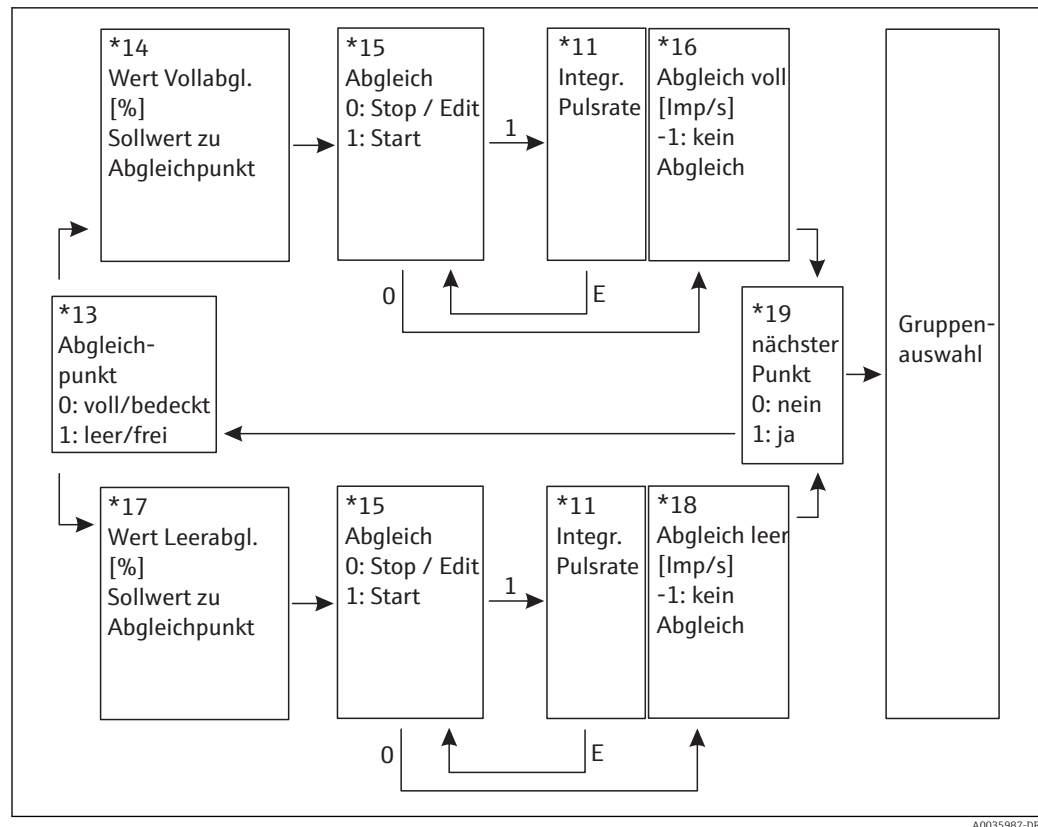 *14
Wert Vollabgl.
[%]
Sollwert zu
Abgleichpunkt
*15
Abgleich
0: Stop / Edit
1: Start
1
*11
Integr.
Pulsrate
*16
Abgleich voll
[Imp/s]
-1: kein
Abgleich
0
E
*13
Abgleich-
punkt
0: voll/bedeckt
1: leer/frei
*19
nächster
Punkt
0: nein
1: ja
Gruppen-
auswahl
*17
Wert Leerabgl.
[%]
Sollwert zu
Abgleichpunkt
*15
Abgleich
0: Stop / Edit
1: Start
1
*11
Integr.
Pulsrate
*18
Abgleich leer
[Imp/s]
-1: kein
Abgleich
0
E
A0035987-DE